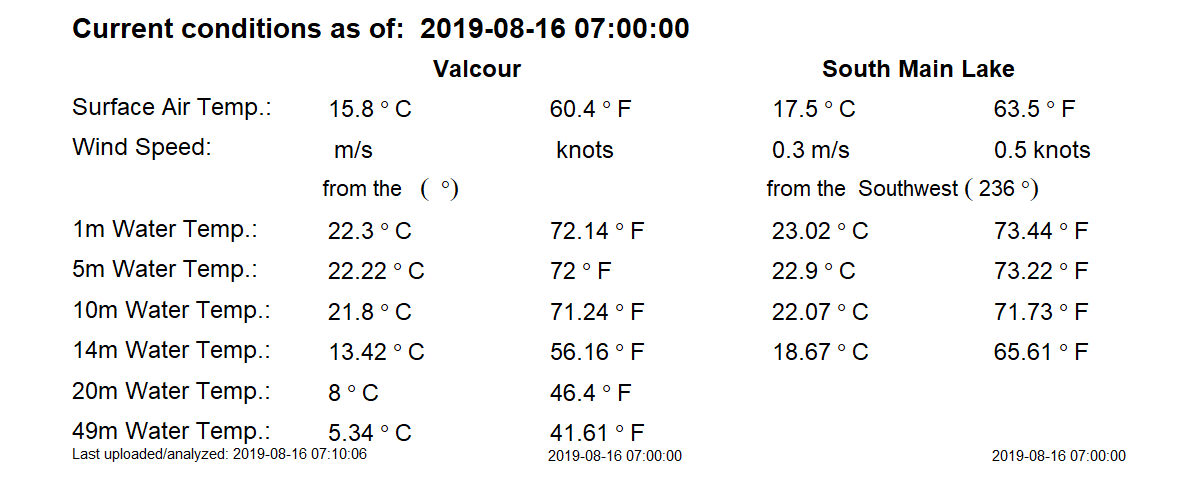 Current conditions as of: 2019-08-16 07:00:00
Valcour South Main Lake
Surface Air Temp.: 15.8 ° C 60.4 ° F 17.5 ° C 63.5 ° F
Wind Speed: m/s knots 0.3 m/s 0.5 knots
from the ( °) from the Southwest ( 236 °)
1m Water Temp.: 22.3 ° C 72.14 ° F 23.02 ° C 73.44 ° F
5m Water Temp.: 22.22 ° C 72 ° F 22.9 ° C 73.22 ° F
10m Water Temp.: 21.8 ° C 71.24 ° F 22.07 ° C 71.73 ° F
14m Water Temp.: 13.42 ° C 56.16 ° F 18.67 ° C 65.61 ° F
20m Water Temp.: 8 ° C 46.4 ° F
49m Water Temp.: 5.34 ° C 41.61 ° F
Last uploaded/analyzed: 2019-08-16 07:10:06 2019-08-16 07:00:00 2019-08-16 07:00:00